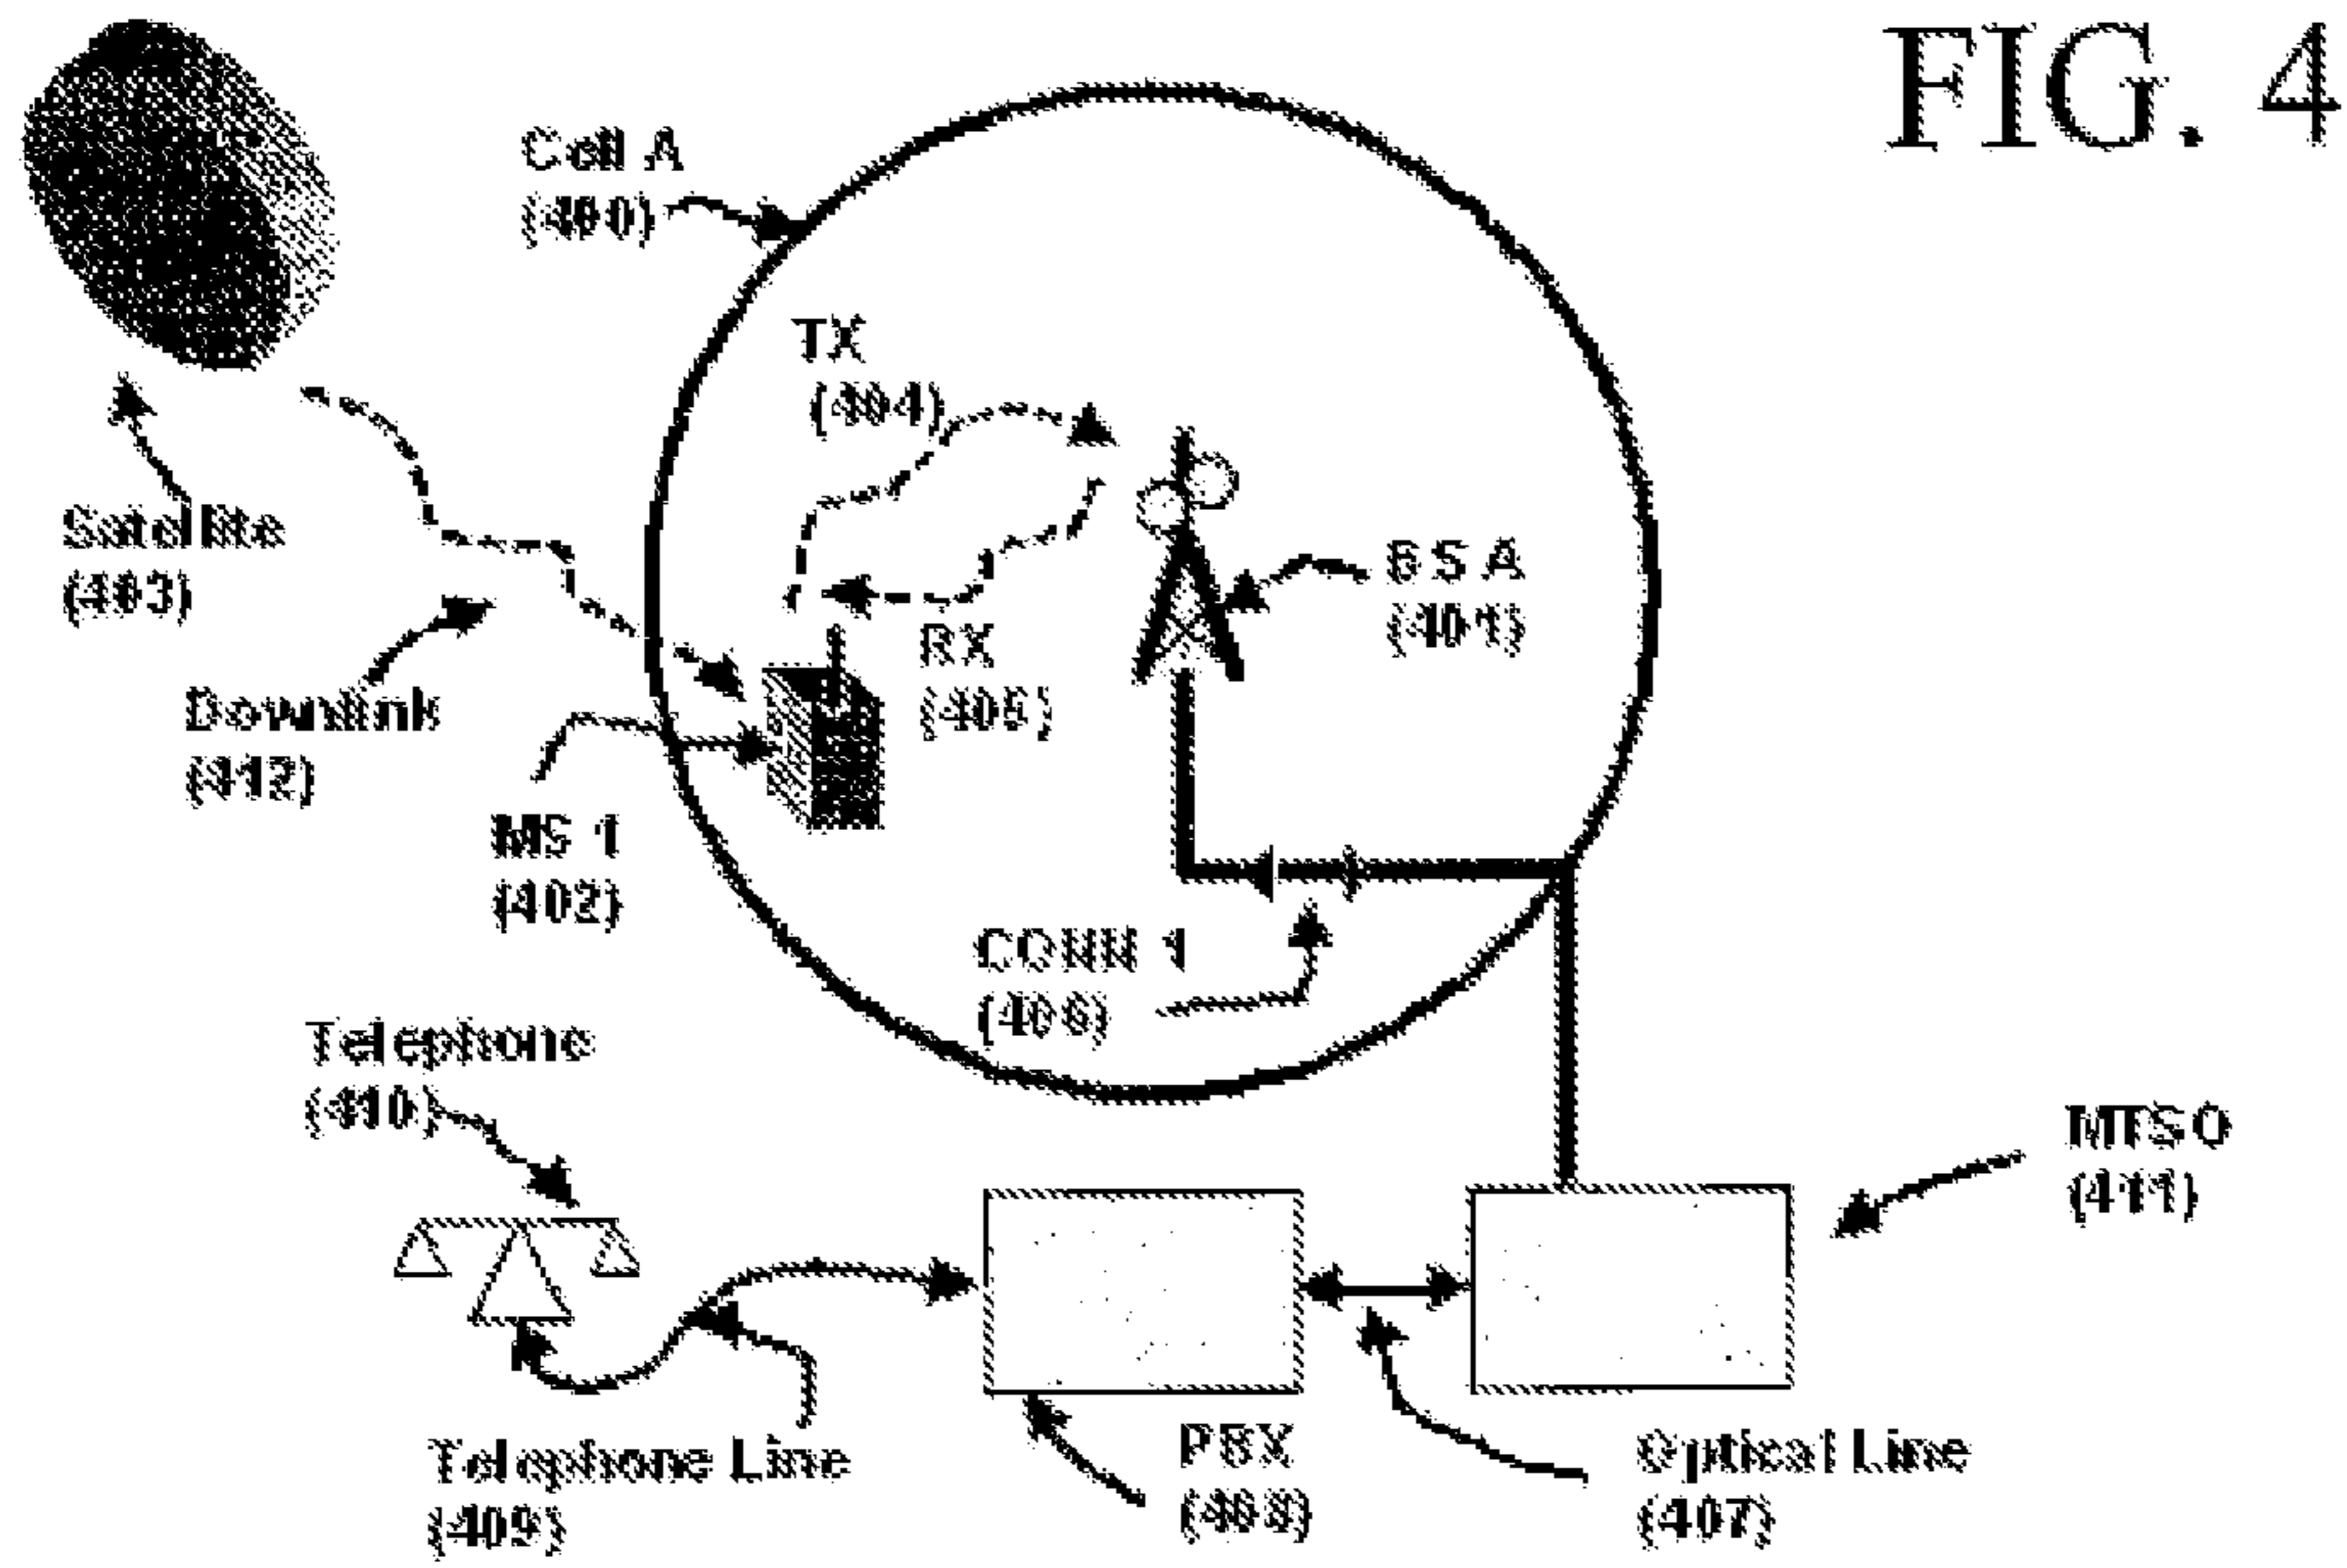 FIG. 4
Cell A
(400)
TX
(404)
Satellite
(403)
BSA
(401)
RX
(405)
Downlink
(412)
MS 1
(402)
CONN 1
(406)
Telephone
(410)
MTSO
(411)
PBX
(408)
Optical Line
(407)
Telephone Line
(409)